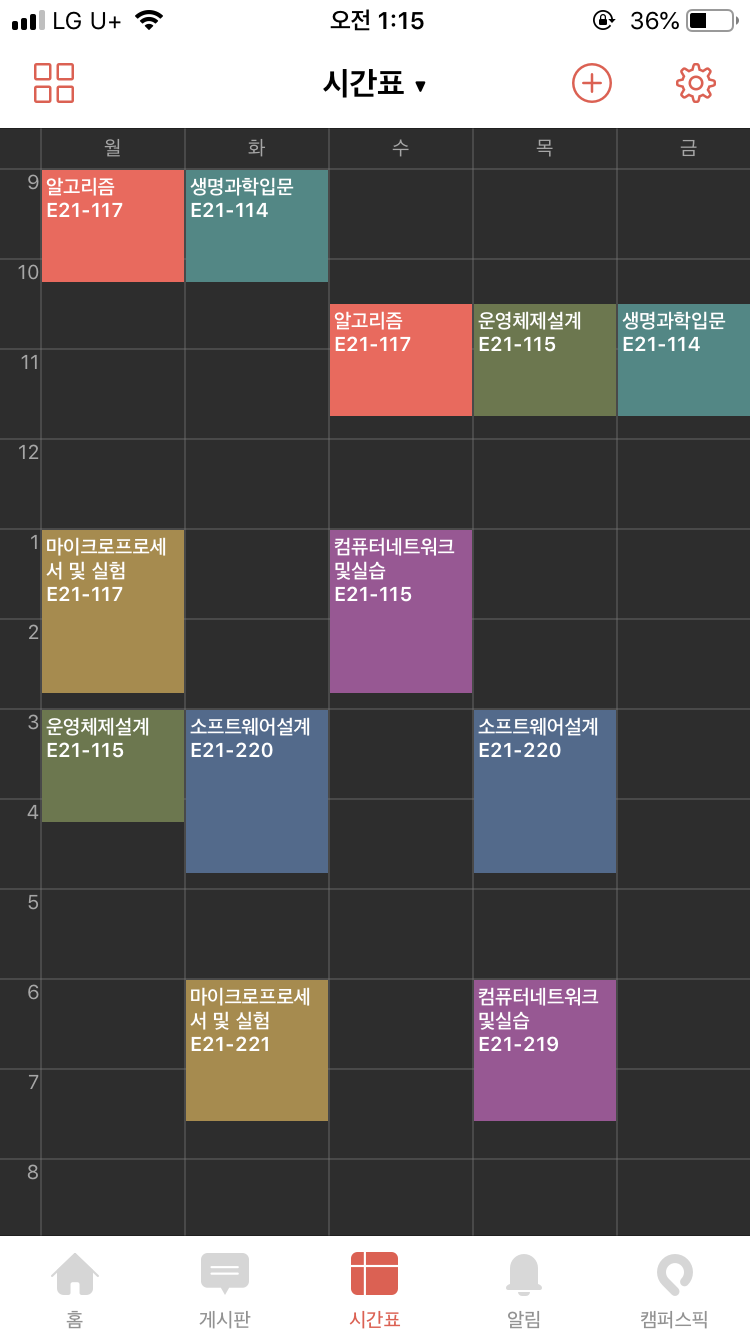 LG U+ 오전 1:15 36%
시간표 ▼
월 화 수 목 금
9
알고리즘
E21-117
생명과학입문
E21-114
10
알고리즘
E21-117
운영체제설계
E21-115
생명과학입문
E21-114
11
12
1
마이크로프로세
서 및 실험
E21-117
컴퓨터네트워크
및실습
E21-115
2
3
운영체제설계
E21-115
소프트웨어설계
E21-220
소프트웨어설계
E21-220
4
5
6
마이크로프로세
서 및 실험
E21-221
컴퓨터네트워크
및실습
E21-219
7
8
홈 게시판 시간표 알림 캠퍼스픽